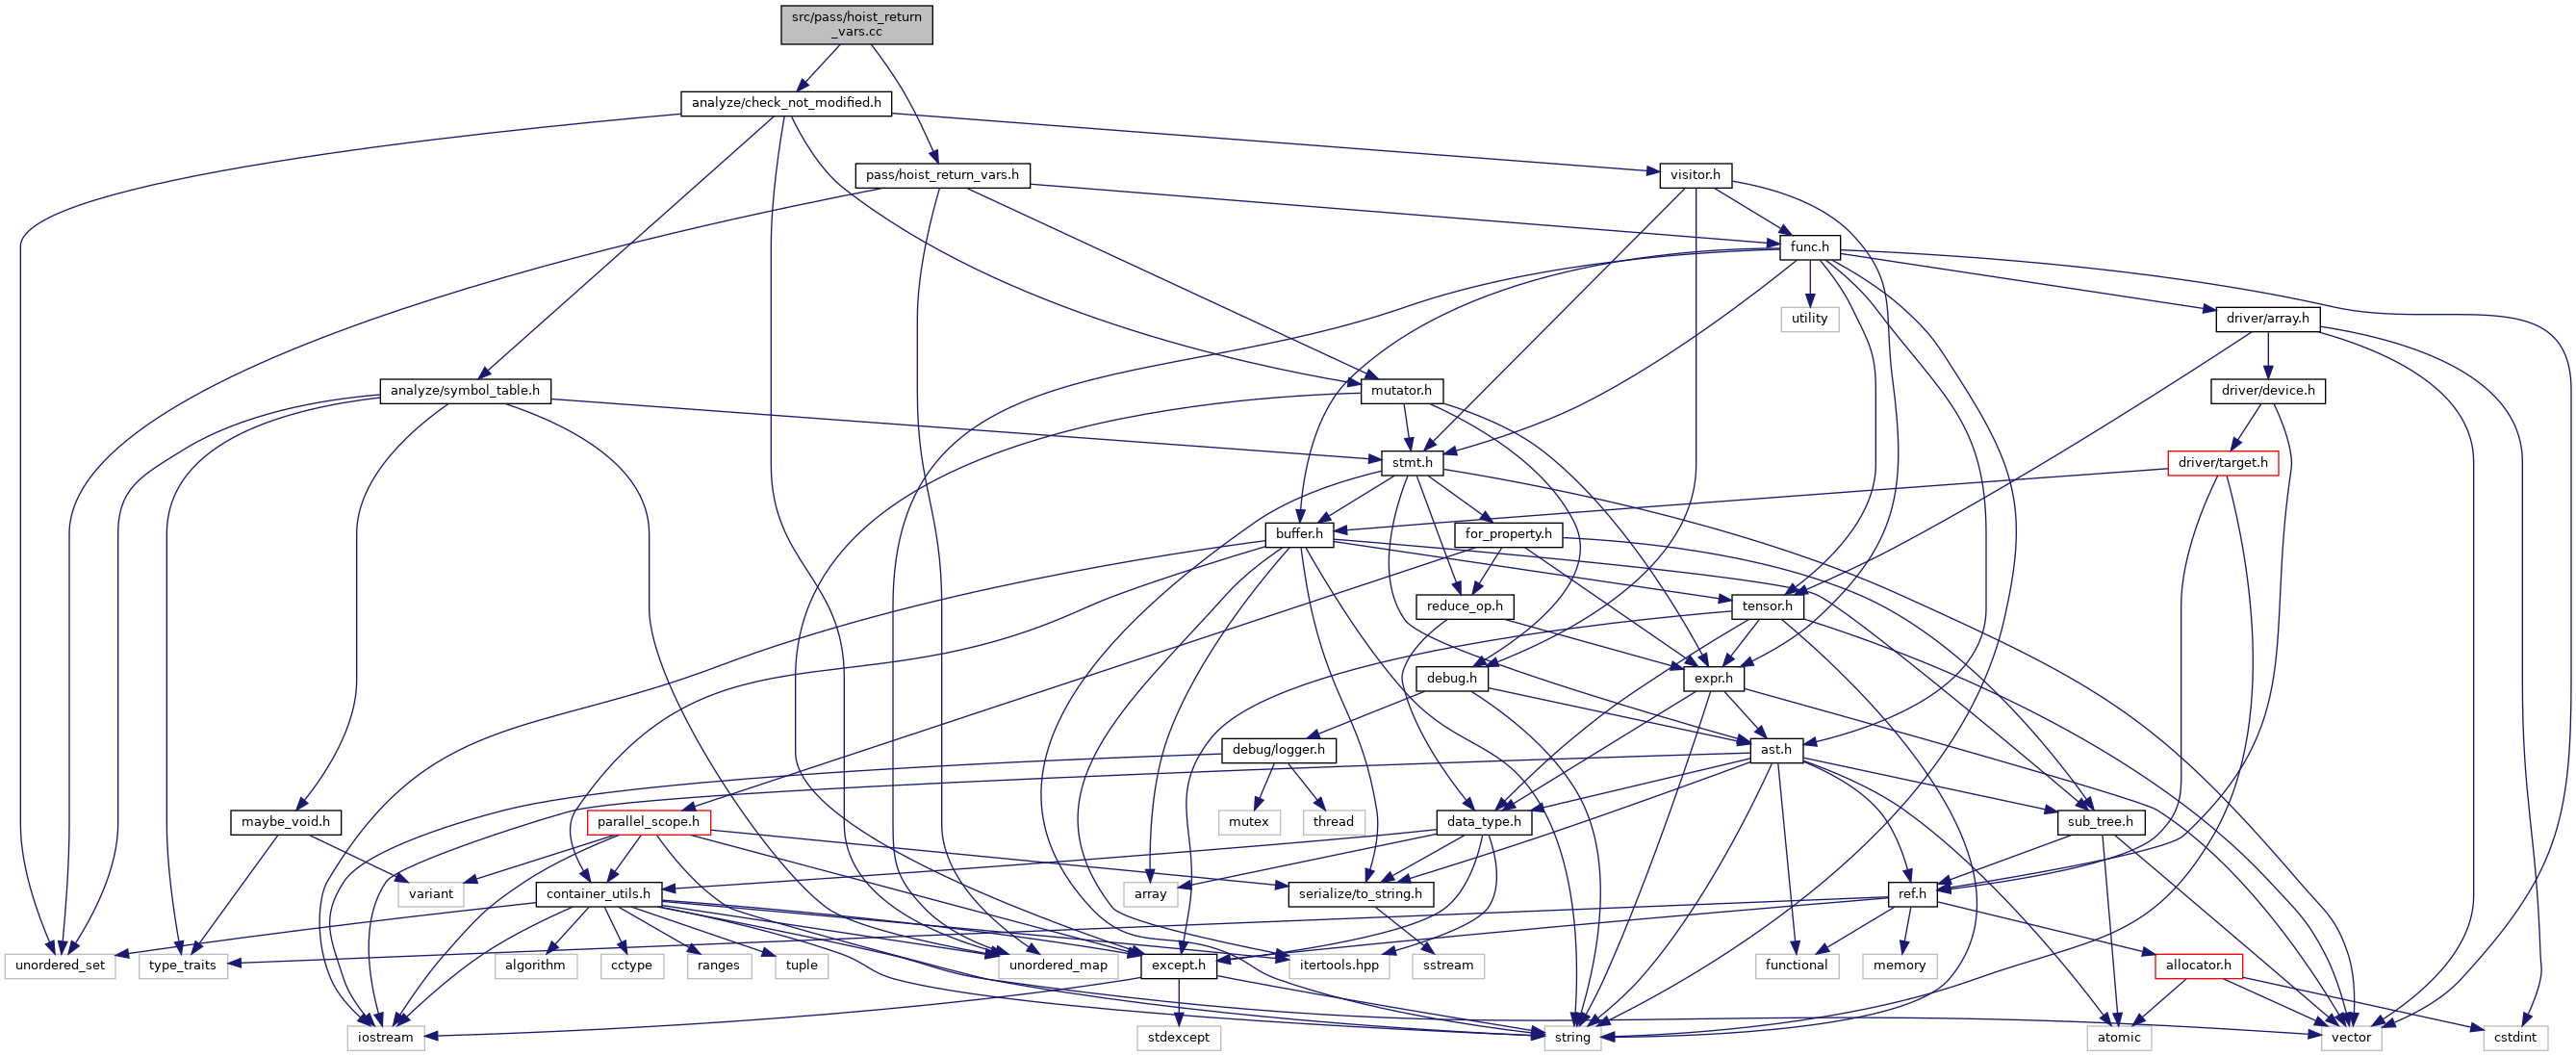 src/pass/hoist_return
_vars.cc
analyze/check_not_modified.h
pass/hoist_return_vars.h
visitor.h
func.h
utility
driver/array.h
analyze/symbol_table.h
mutator.h
driver/device.h
stmt.h
driver/target.h
buffer.h
for_property.h
reduce_op.h
tensor.h
debug.h
expr.h
debug/logger.h
ast.h
maybe_void.h
parallel_scope.h
mutex
thread
data_type.h
sub_tree.h
variant
container_utils.h
array
serialize/to_string.h
ref.h
unordered_set
type_traits
algorithm
cctype
ranges
tuple
unordered_map
except.h
itertools.hpp
sstream
functional
memory
allocator.h
iostream
stdexcept
string
atomic
vector
cstdint